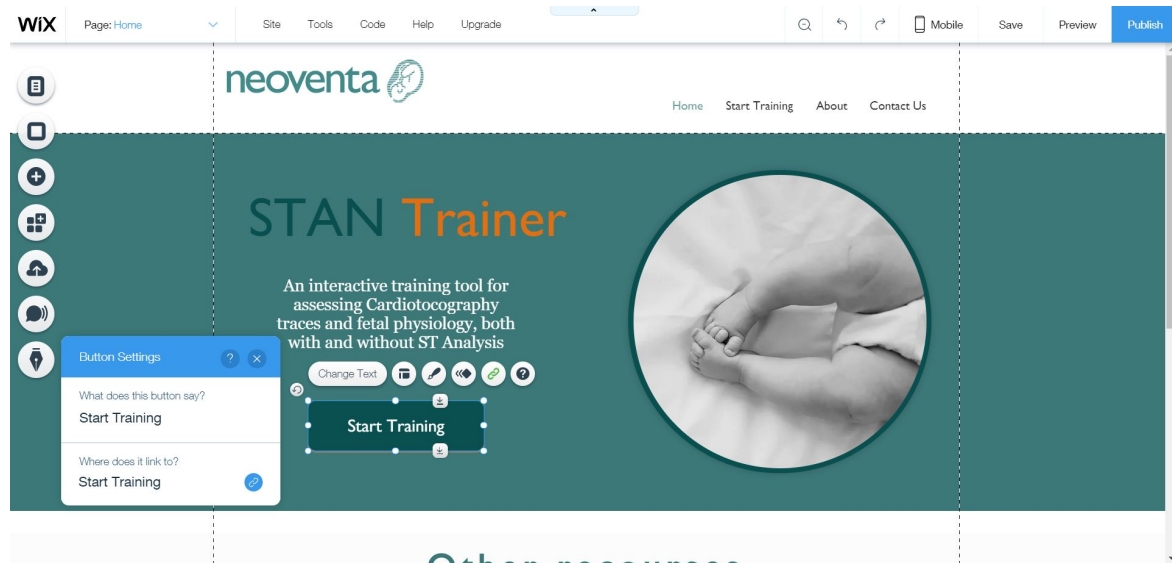 WiX Page: Home Site Tools Code Help Upgrade Mobile Save Preview Publish
neoventa
Home Start Training About Contact Us
STAN Trainer
An interactive training tool for
assessing Cardiotocography
traces and fetal physiology, both
with and without ST Analysis
Button Settings ? ×
Change Text ?
What does this button say?
Start Training
Start Training
Where does it link to?
Start Training